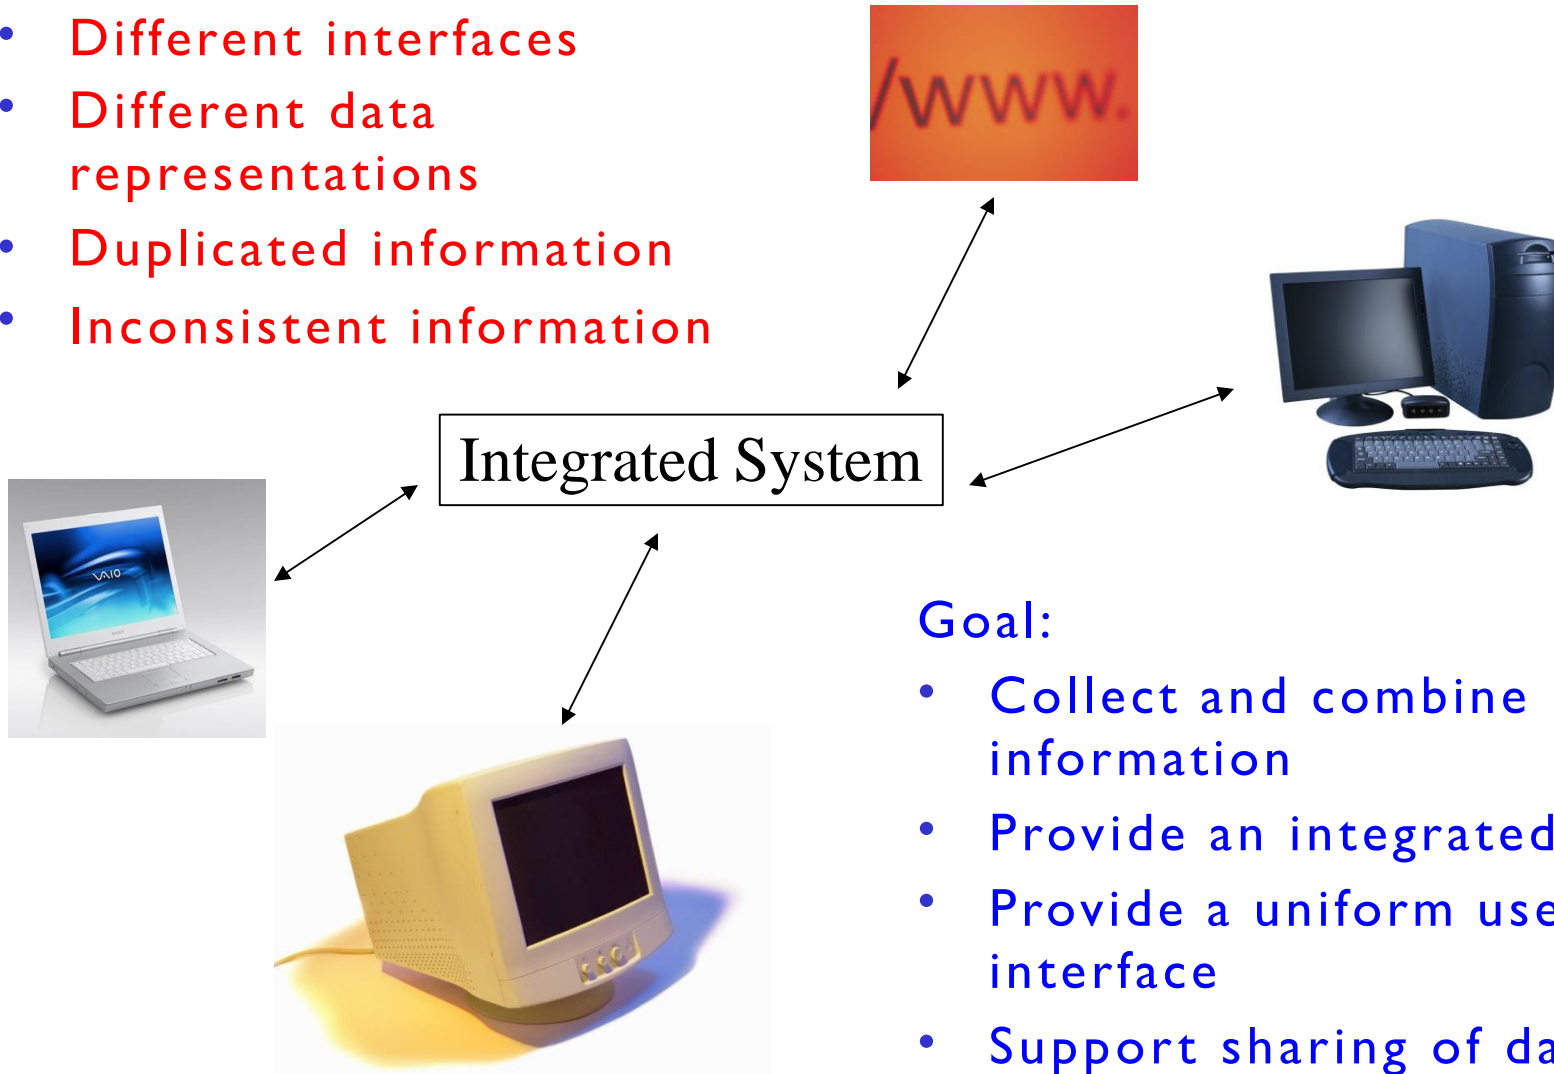 • Different interfaces
• Different data
representations
• Duplicated information
• Inconsistent information
/www.
Integrated System
VAIO
Goal:
• Collect and combine
information
• Provide an integrated
• Provide a uniform use
interface
• Support sharing of da